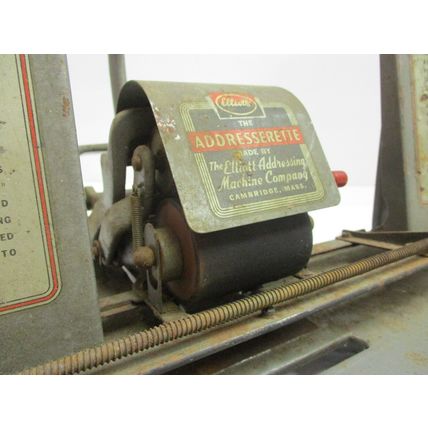 Elliott
THE
ADDRESSERETTE
MADE BY
The Elliott Addressing
Machine Company
CAMBRIDGE, MASS.
D
NG
ED
TO